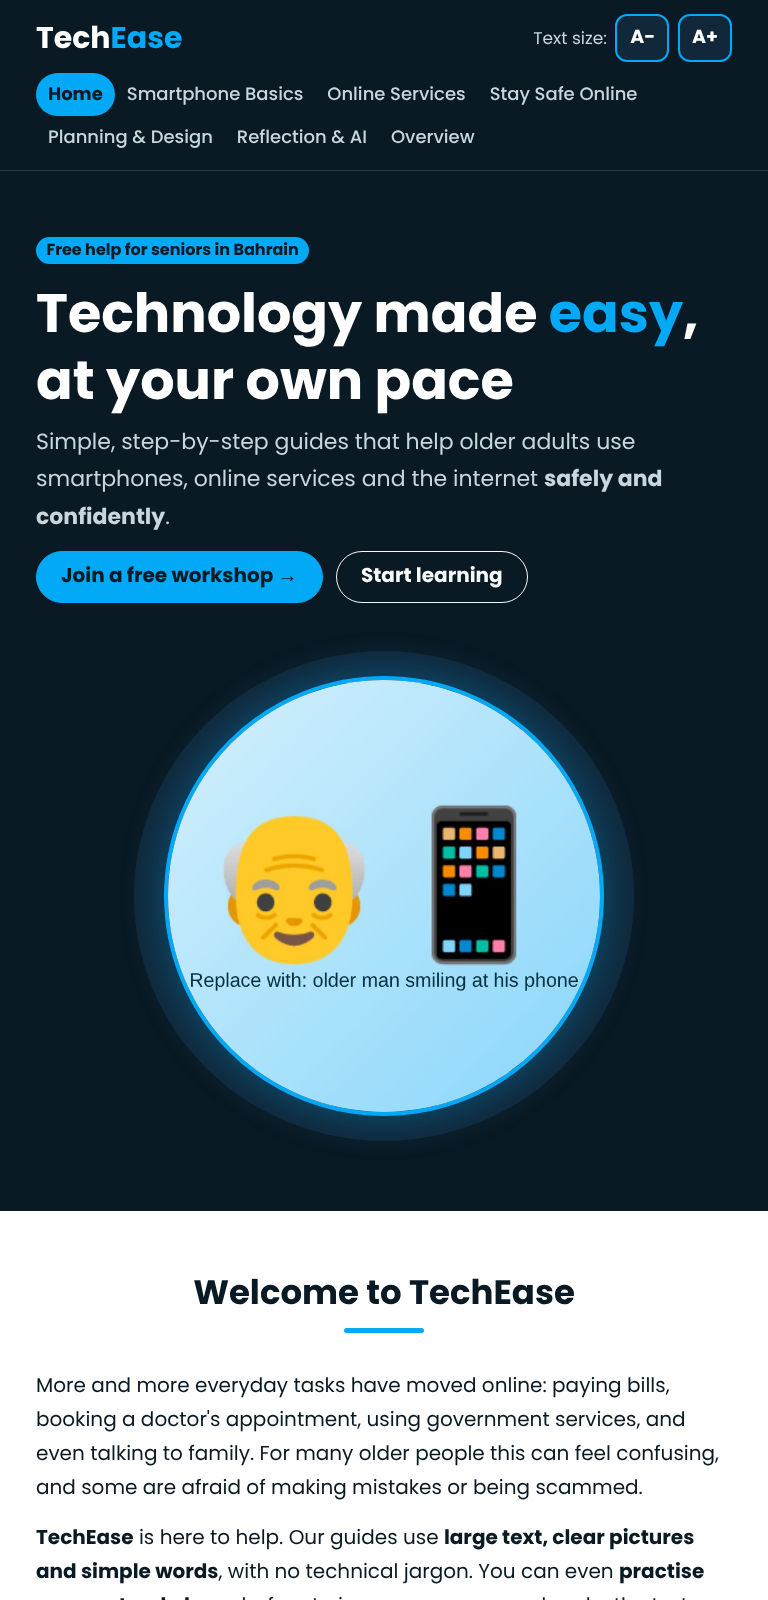 TechEase
Text size: A− A+
Home Smartphone Basics Online Services Stay Safe Online
Planning & Design Reflection & AI Overview
Free help for seniors in Bahrain
Technology made easy,
at your own pace
Simple, step-by-step guides that help older adults use
smartphones, online services and the internet safely and
confidently.
Join a free workshop → Start learning
Replace with: older man smiling at his phone
Welcome to TechEase
More and more everyday tasks have moved online: paying bills,
booking a doctor's appointment, using government services, and
even talking to family. For many older people this can feel confusing,
and some are afraid of making mistakes or being scammed.
TechEase is here to help. Our guides use large text, clear pictures
and simple words, with no technical jargon. You can even practise